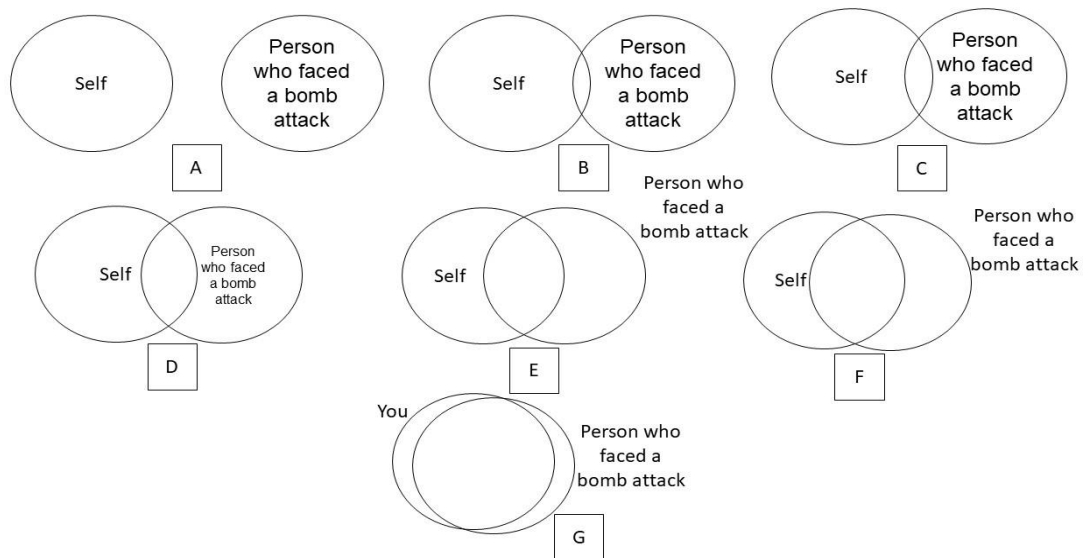 Self
Person
who faced
a bomb
attack
A
Self
Person
who faced
a bomb
attack
B
Self
Person
who faced
a bomb
attack
C
Self
Person
who faced
a bomb
attack
D
Self
Person who
faced a
bomb attack
E
Self
Person who
faced a
bomb attack
F
You
Person who
faced a
bomb attack
G